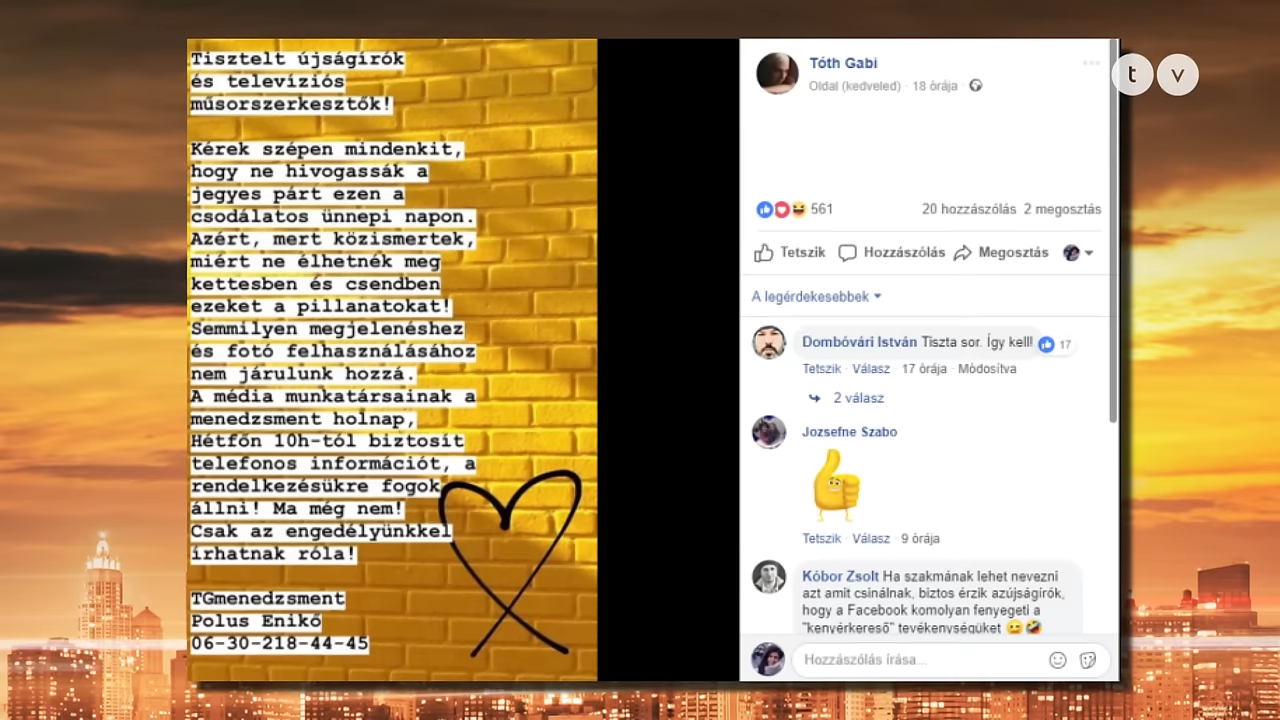 Tisztelt újságírók
és televíziós
műsorszerkesztők!
Kérek szépen mindenkit,
hogy ne hivogassák a
jegyes párt ezen a
csodálatos ünnepi napon.
Azért, mert közismertek,
miért ne élhetnék meg
kettesben és csendben
ezeket a pillanatokat!
Semmilyen megjelenéshez
és fotó felhasználásához
nem járulunk hozzá.
A média munkatársainak a
menedzsment holnap,
Hétfőn 10h-tól biztosít
telefonos információt, a
rendelkezésükre fogok
állni! Ma még nem!
Csak az engedélyünkkel
írhatnak róla!
TGmenedzsment
Polus Enikő
06-30-218-44-45
Tóth Gabi
Oldal (kedveled) · 18 órája
561
20 hozzászólás 2 megosztás
Tetszik Hozzászólás Megosztás
A legérdekesebbek
Dombóvári István Tiszta sor. Így kell!
17
Tetszik · Válasz · 17 órája · Módosítva
2 válasz
Jozsefne Szabo
Tetszik · Válasz · 9 órája
Kóbor Zsolt Ha szakmának lehet nevezni
azt amit csinálnak, biztos érzik azújságírók,
hogy a Facebook komolyan fenyegeti a
"kenyérkereső" tevékenységüket
Hozzászólás írása...
t v